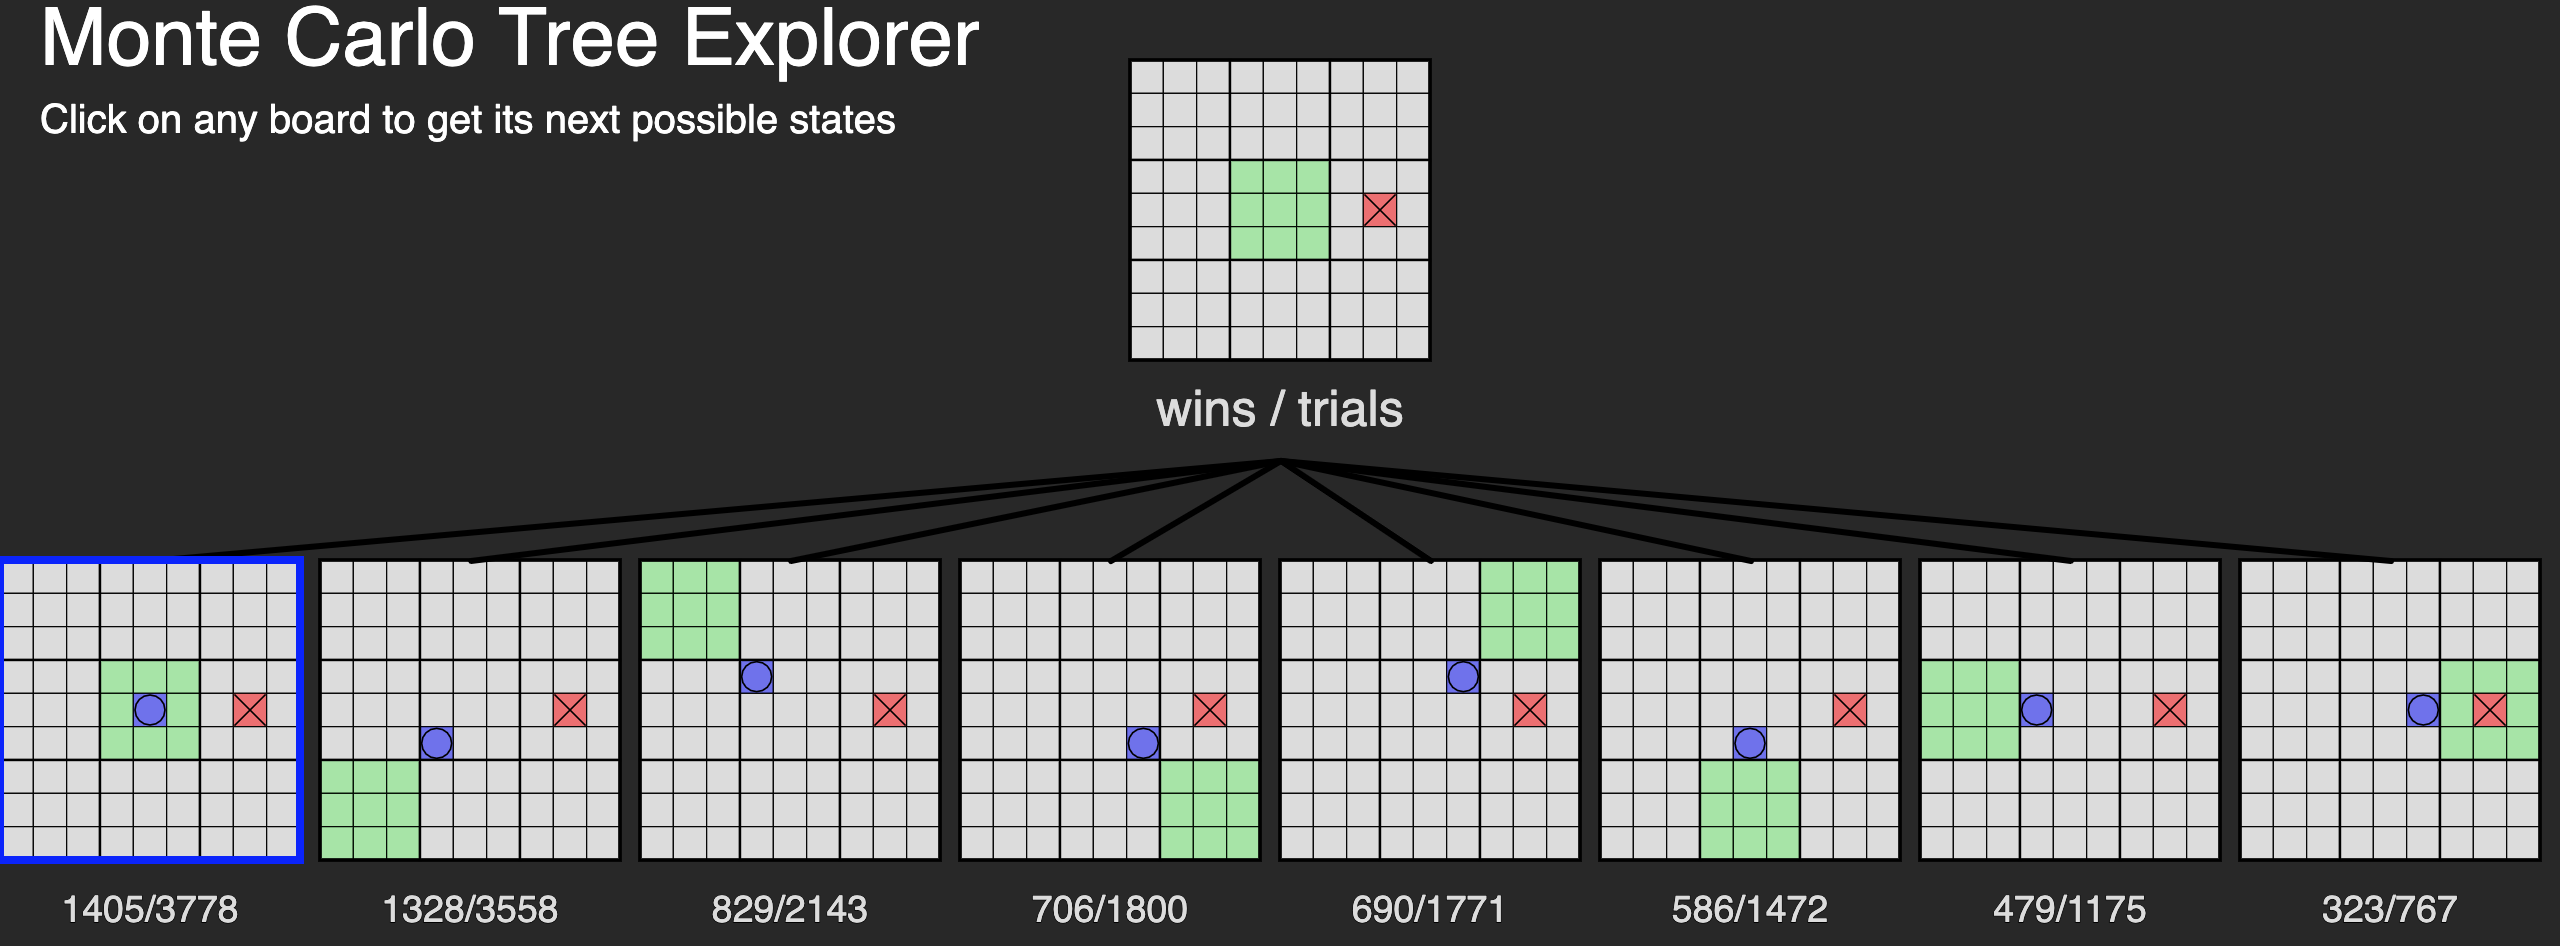 Monte Carlo Tree Explorer
Click on any board to get its next possible states
wins / trials
1405/3778
1328/3558
829/2143
706/1800
690/1771
586/1472
479/1175
323/767